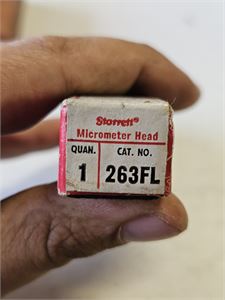 Starrett®
Micrometer Head
QUAN. CAT. NO.
1 263FL